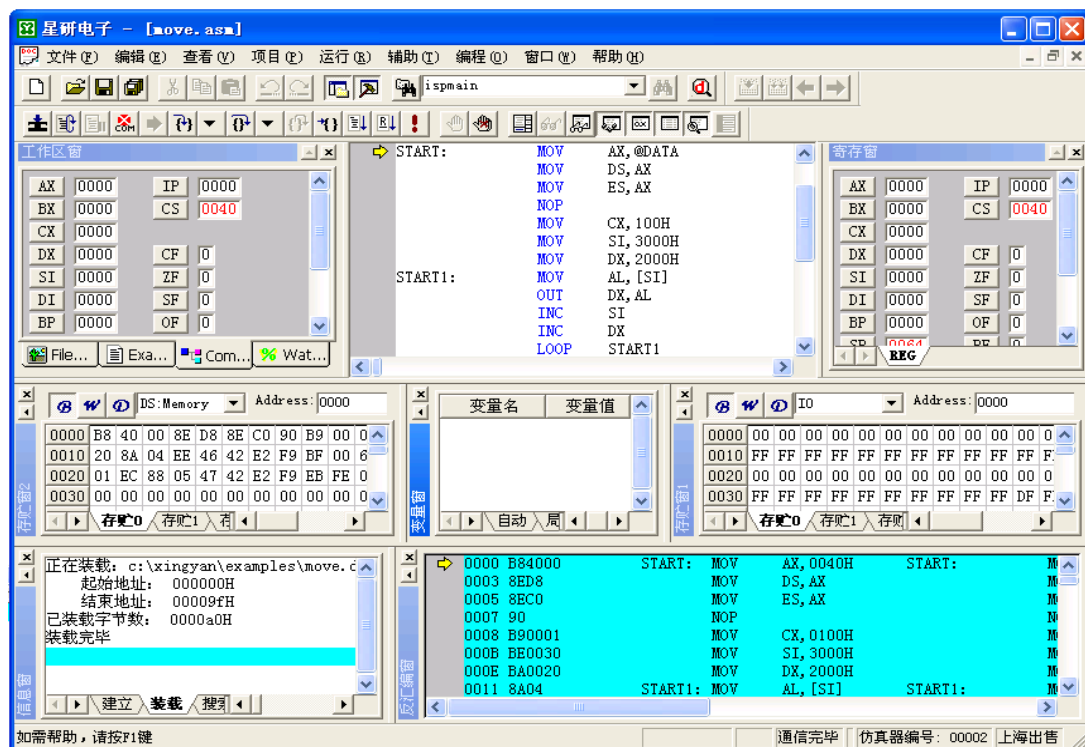 星研电子 - [move.asm]
文件(F) 编辑(E) 查看(V) 项目(P) 运行(R) 辅助(T) 编程(O) 窗口(W) 帮助(H)
ispmain
工作区窗
AX 0000 IP 0000
BX 0000 CS 0040
CX 0000
DX 0000 CF 0
SI 0000 ZF 0
DI 0000 SF 0
BP 0000 OF 0
File... Exa... Com... Wat...
START: MOV AX,@DATA
MOV DS,AX
MOV ES,AX
NOP
MOV CX,100H
MOV SI,3000H
MOV DX,2000H
START1: MOV AL,[SI]
OUT DX,AL
INC SI
INC DX
LOOP START1
寄存窗
AX 0000 IP 0000
BX 0000 CS 0040
CX 0000
DX 0000 CF 0
SI 0000 ZF 0
DI 0000 SF 0
BP 0000 OF 0
SP 0064 PF 0
REG
存贮窗2
B W D DS:Memory Address: 0000
0000 B8 40 00 8E D8 8E C0 90 B9 00 0
0010 20 8A 04 EE 46 42 E2 F9 BF 00 6
0020 01 EC 88 05 47 42 E2 F9 EB FE 0
0030 00 00 00 00 00 00 00 00 00 00 0
存贮0 存贮1
变量窗
变量名 变量值
自动 局
存贮窗1
B W D IO Address: 0000
0000 00 00 00 00 00 00 00 00 00 00 00 0
0010 FF FF FF FF FF FF FF FF FF FF FF F
0020 00 00 00 00 00 00 00 00 00 00 00 0
0030 FF FF FF FF FF FF FF FF FF FF DF F
存贮0 存贮1 存贮
信息窗
正在装载: c:\xingyan\examples\move.d
起始地址: 000000H
结束地址: 00009fH
已装载字节数: 0000a0H
装载完毕
建立 装载 搜索
反汇编窗
0000 B84000 START: MOV AX,0040H START: M
0003 8ED8 MOV DS,AX M
0005 8EC0 MOV ES,AX M
0007 90 NOP N
0008 B90001 MOV CX,0100H M
000B BE0030 MOV SI,3000H M
000E BA0020 MOV DX,2000H M
0011 8A04 START1: MOV AL,[SI] START1: M
如需帮助，请按F1键 通信完毕 仿真器编号: 00002 上海出售